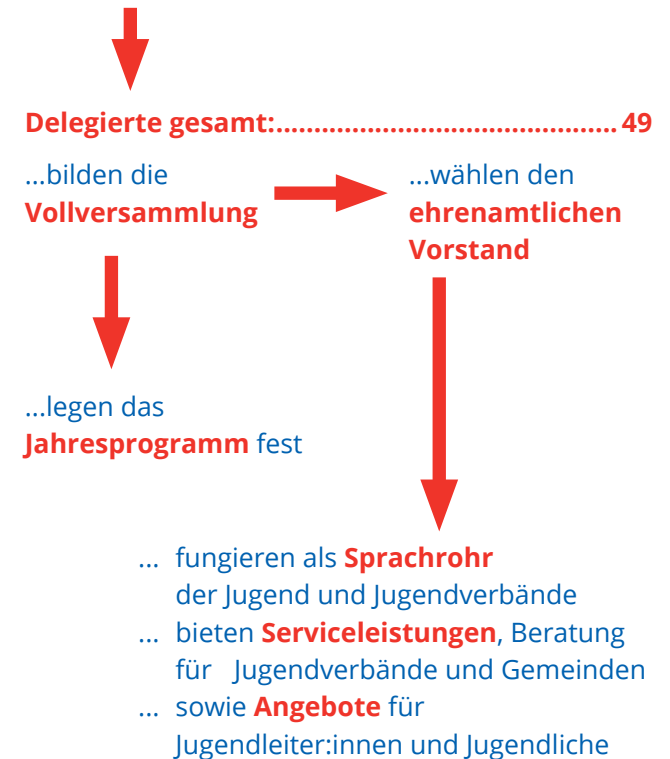 Delegierte gesamt:............................................. 49
...bilden die
Vollversammlung
...wählen den
ehrenamtlichen
Vorstand
...legen das
Jahresprogramm fest
... fungieren als Sprachrohr
der Jugend und Jugendverbände
... bieten Serviceleistungen, Beratung
für Jugendverbände und Gemeinden
... sowie Angebote für
Jugendleiter:innen und Jugendliche